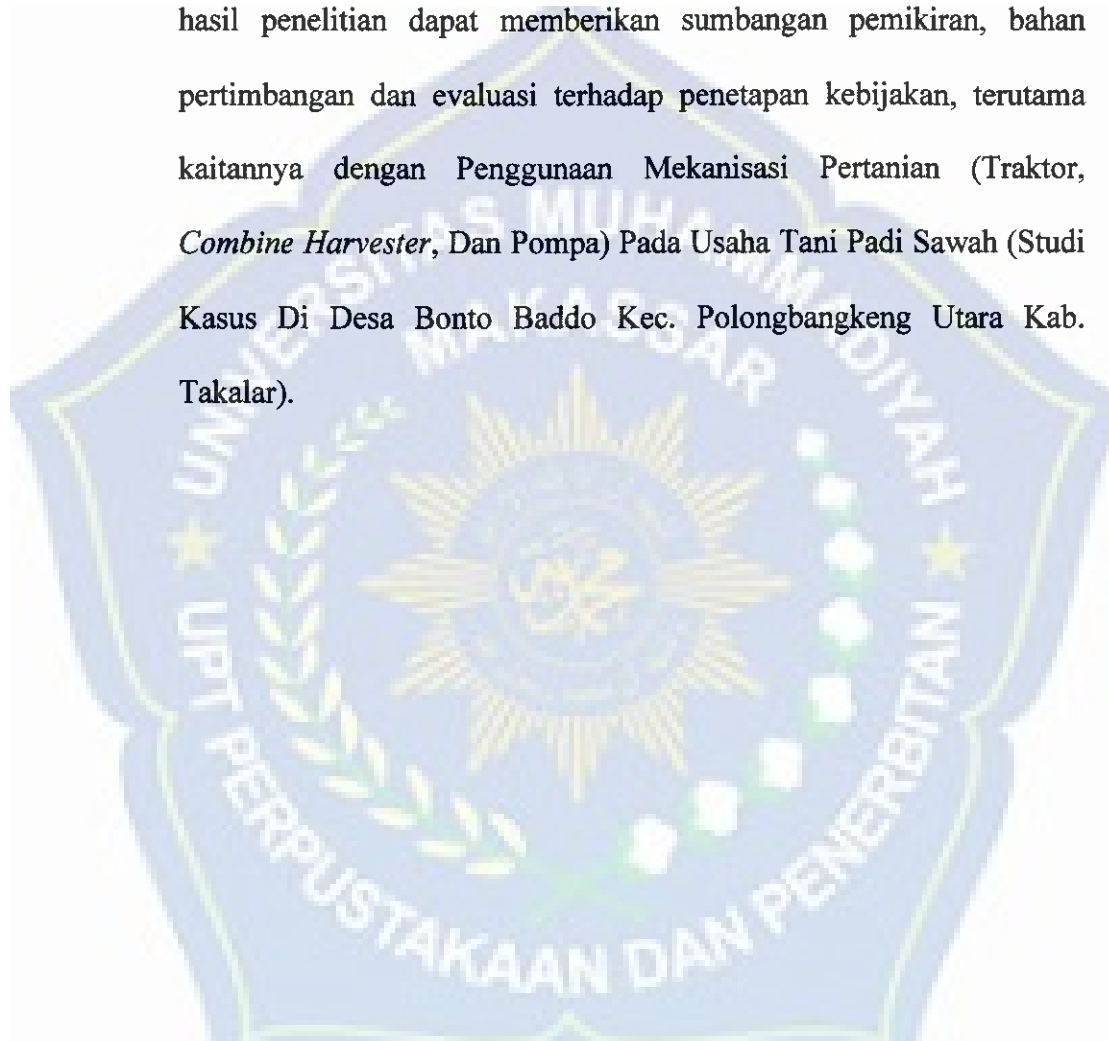 hasil penelitian dapat memberikan sumbangan pemikiran, bahan
pertimbangan dan evaluasi terhadap penetapan kebijakan, terutama
kaitannya dengan Penggunaan Mekanisasi Pertanian (Traktor,
Combine Harvester, Dan Pompa) Pada Usaha Tani Padi Sawah (Studi
Kasus Di Desa Bonto Baddo Kec. Polongbangkeng Utara Kab.
Takalar).
UNIVERSITAS MUHAMMADIYAH
MAKASSAR
UPT PERPUSTAKAAN DAN PENERBITAN